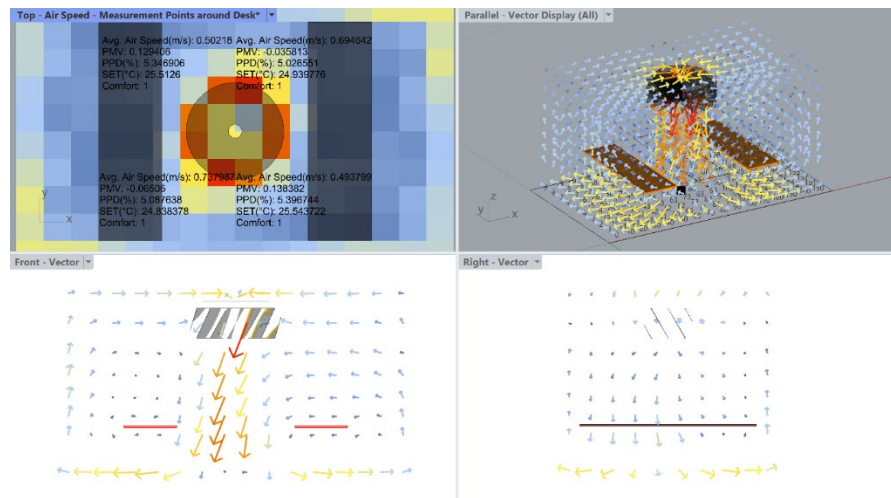 Top - Air Speed - Measurement Points around Desk*
Avg. Air Speed(m/s): 0.50218
PMV: 0.129406
PPD(%): 5.346906
SET(°C): 25.5126
Comfort: 1
Avg. Air Speed(m/s): 0.694642
PMV: -0.035813
PPD(%): 5.026551
SET(°C): 24.939776
Comfort: 1
Avg. Air Speed(m/s): 0.737987
PMV: -0.06506
PPD(%): 5.087638
SET(°C): 24.838378
Comfort: 1
Avg. Air Speed(m/s): 0.493799
PMV: 0.138382
PPD(%): 5.396744
SET(°C): 25.543722
Comfort: 1
y
x
Parallel - Vector Display (All)
z
y
x
Front - Vector
Right - Vector